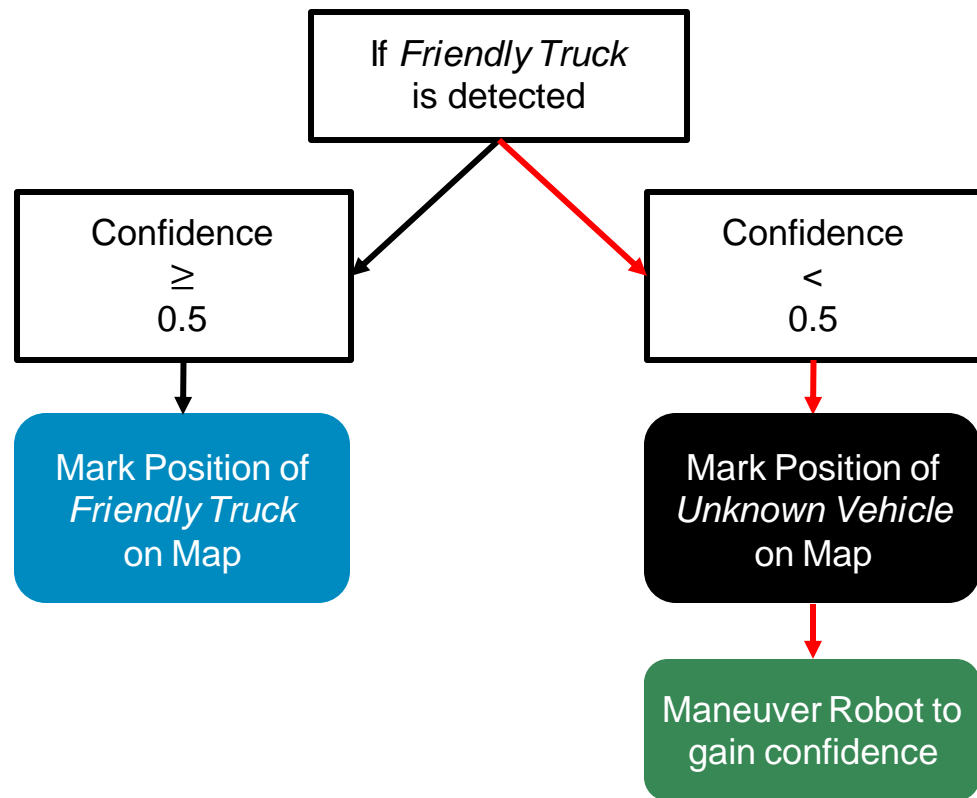 If Friendly Truck
is detected
Confidence
≥
0.5
Confidence
<
0.5
Mark Position of
Friendly Truck
on Map
Mark Position of
Unknown Vehicle
on Map
Maneuver Robot to
gain confidence